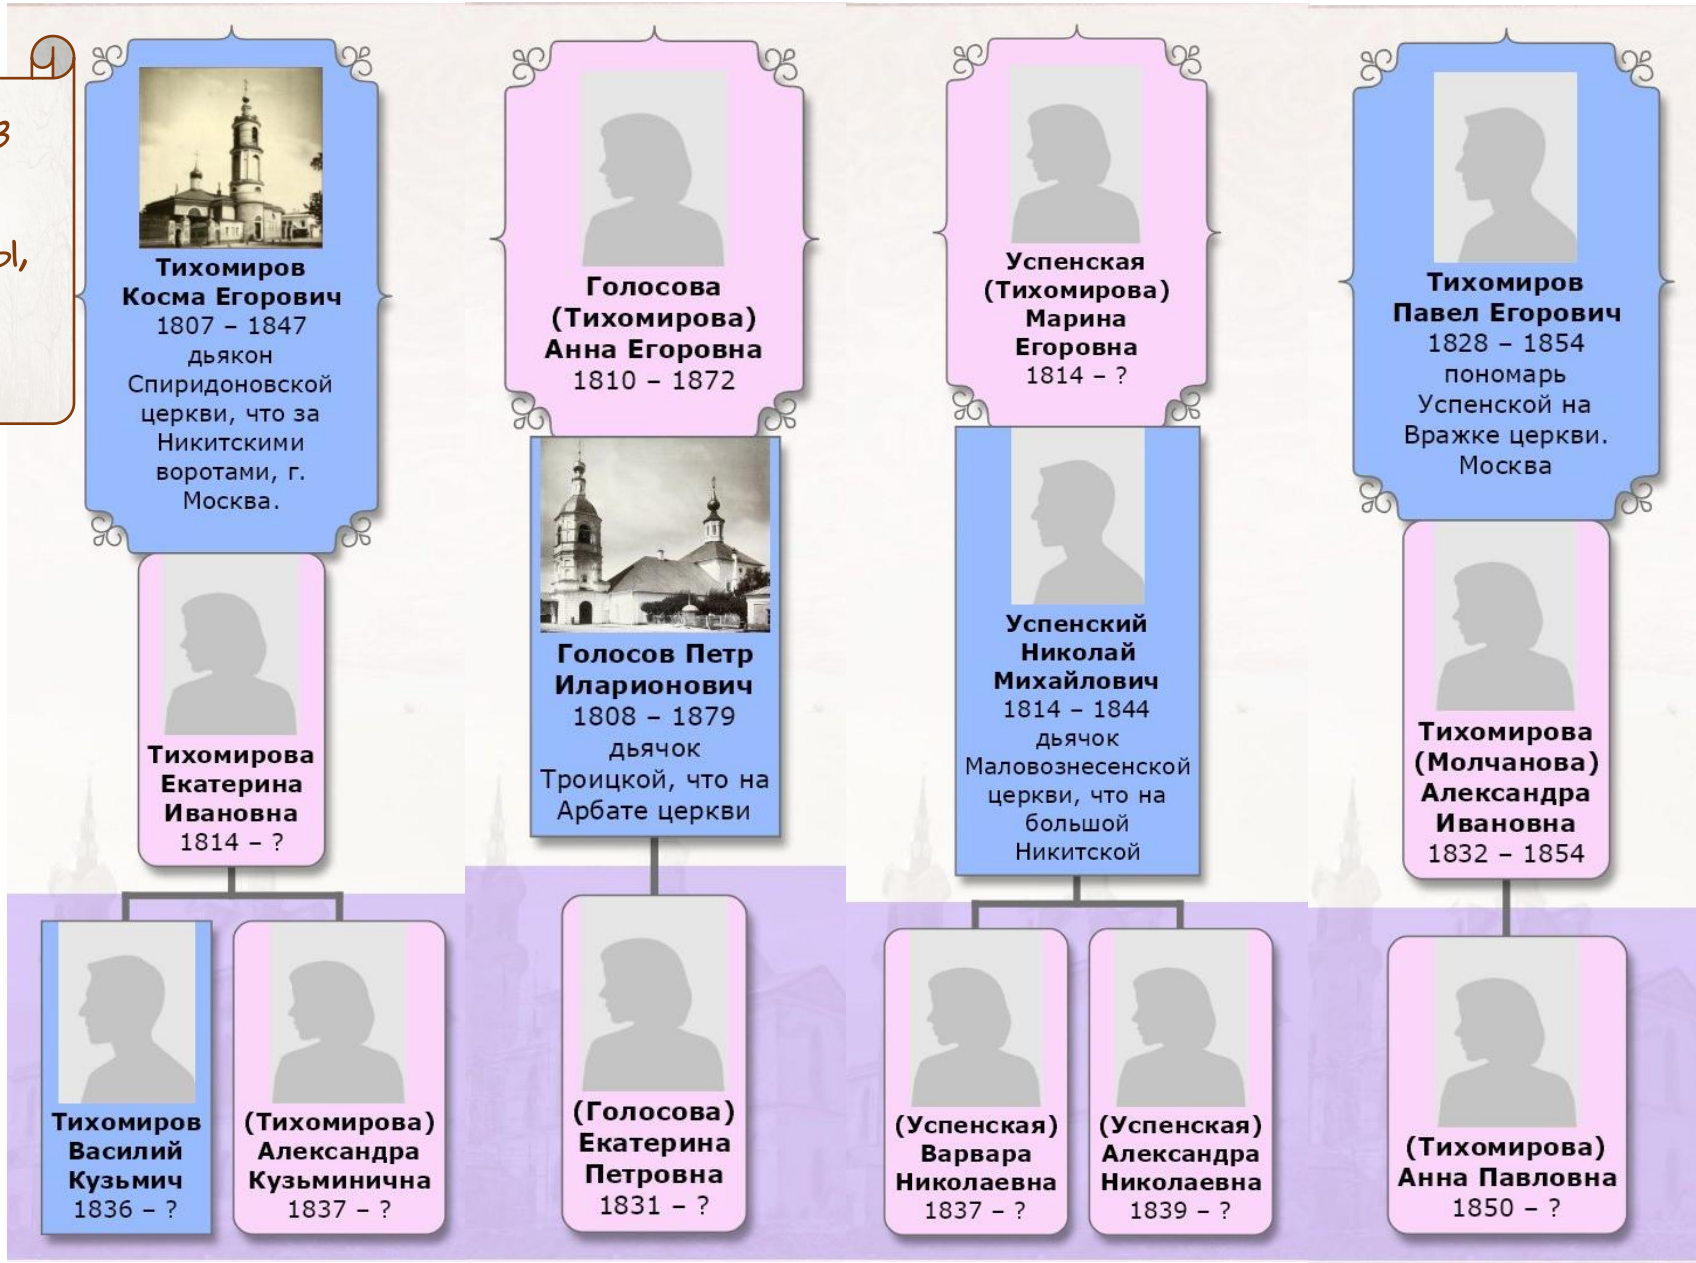 в
ы,
Тихомиров
Косма Егорович
1807 – 1847
дьякон
Спиридоновской
церкви, что за
Никитскими
воротами, г.
Москва.
Тихомирова
Екатерина
Ивановна
1814 – ?
Тихомиров
Василий
Кузьмич
1836 – ?
(Тихомирова)
Александра
Кузьминична
1837 – ?
Голосова
(Тихомирова)
Анна Егоровна
1810 – 1872
Голосов Петр
Иларионович
1808 – 1879
дьячок
Троицкой, что на
Арбате церкви
(Голосова)
Екатерина
Петровна
1831 – ?
Успенская
(Тихомирова)
Марина
Егоровна
1814 – ?
Успенский
Николай
Михайлович
1814 – 1844
дьячок
Маловознесенской
церкви, что на
большой
Никитской
(Успенская)
Варвара
Николаевна
1837 – ?
(Успенская)
Александра
Николаевна
1839 – ?
Тихомиров
Павел Егорович
1828 – 1854
пономарь
Успенской на
Вражке церкви.
Москва
Тихомирова
(Молчанова)
Александра
Ивановна
1832 – 1854
(Тихомирова)
Анна Павловна
1850 – ?